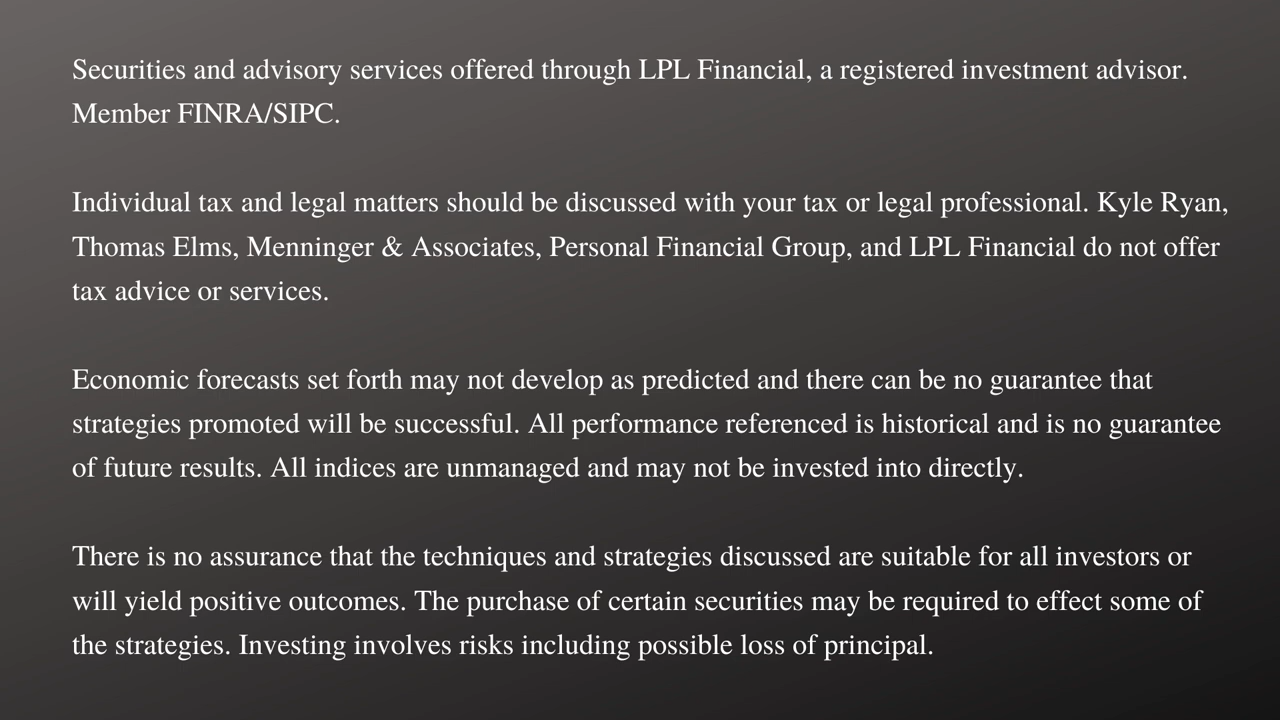 Securities and advisory services offered through LPL Financial, a registered investment advisor.
Member FINRA/SIPC.
Individual tax and legal matters should be discussed with your tax or legal professional. Kyle Ryan,
Thomas Elms, Menninger & Associates, Personal Financial Group, and LPL Financial do not offer
tax advice or services.
Economic forecasts set forth may not develop as predicted and there can be no guarantee that
strategies promoted will be successful. All performance referenced is historical and is no guarantee
of future results. All indices are unmanaged and may not be invested into directly.
There is no assurance that the techniques and strategies discussed are suitable for all investors or
will yield positive outcomes. The purchase of certain securities may be required to effect some of
the strategies. Investing involves risks including possible loss of principal.